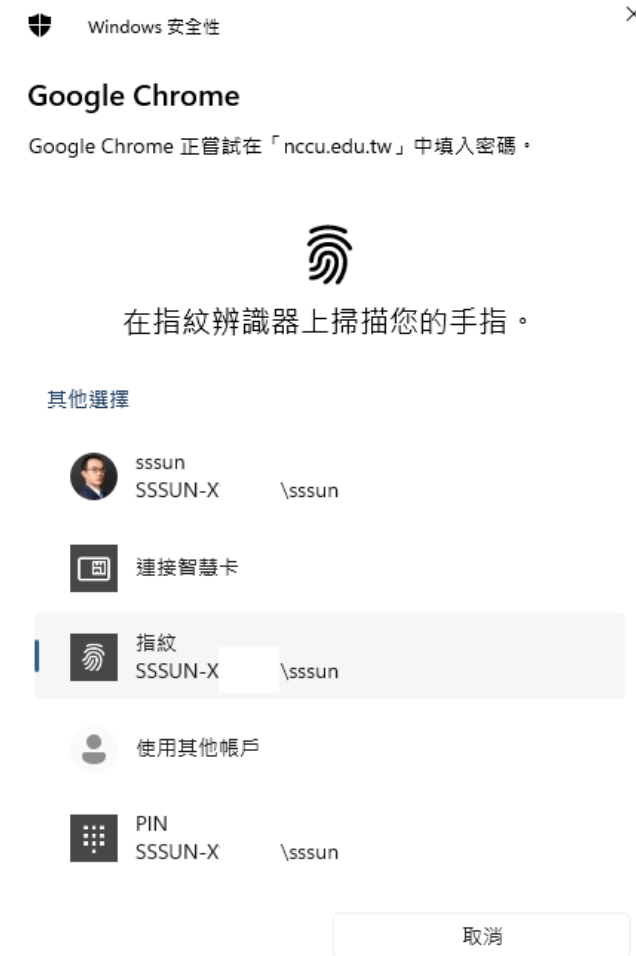 Windows 安全性
Google Chrome
Google Chrome 正嘗試在「nccu.edu.tw」中填入密碼。
在指紋辨識器上掃描您的手指。
其他選擇
sssun
SSSUN-X \sssun
連接智慧卡
指紋
SSSUN-X \sssun
使用其他帳戶
PIN
SSSUN-X \sssun
取消